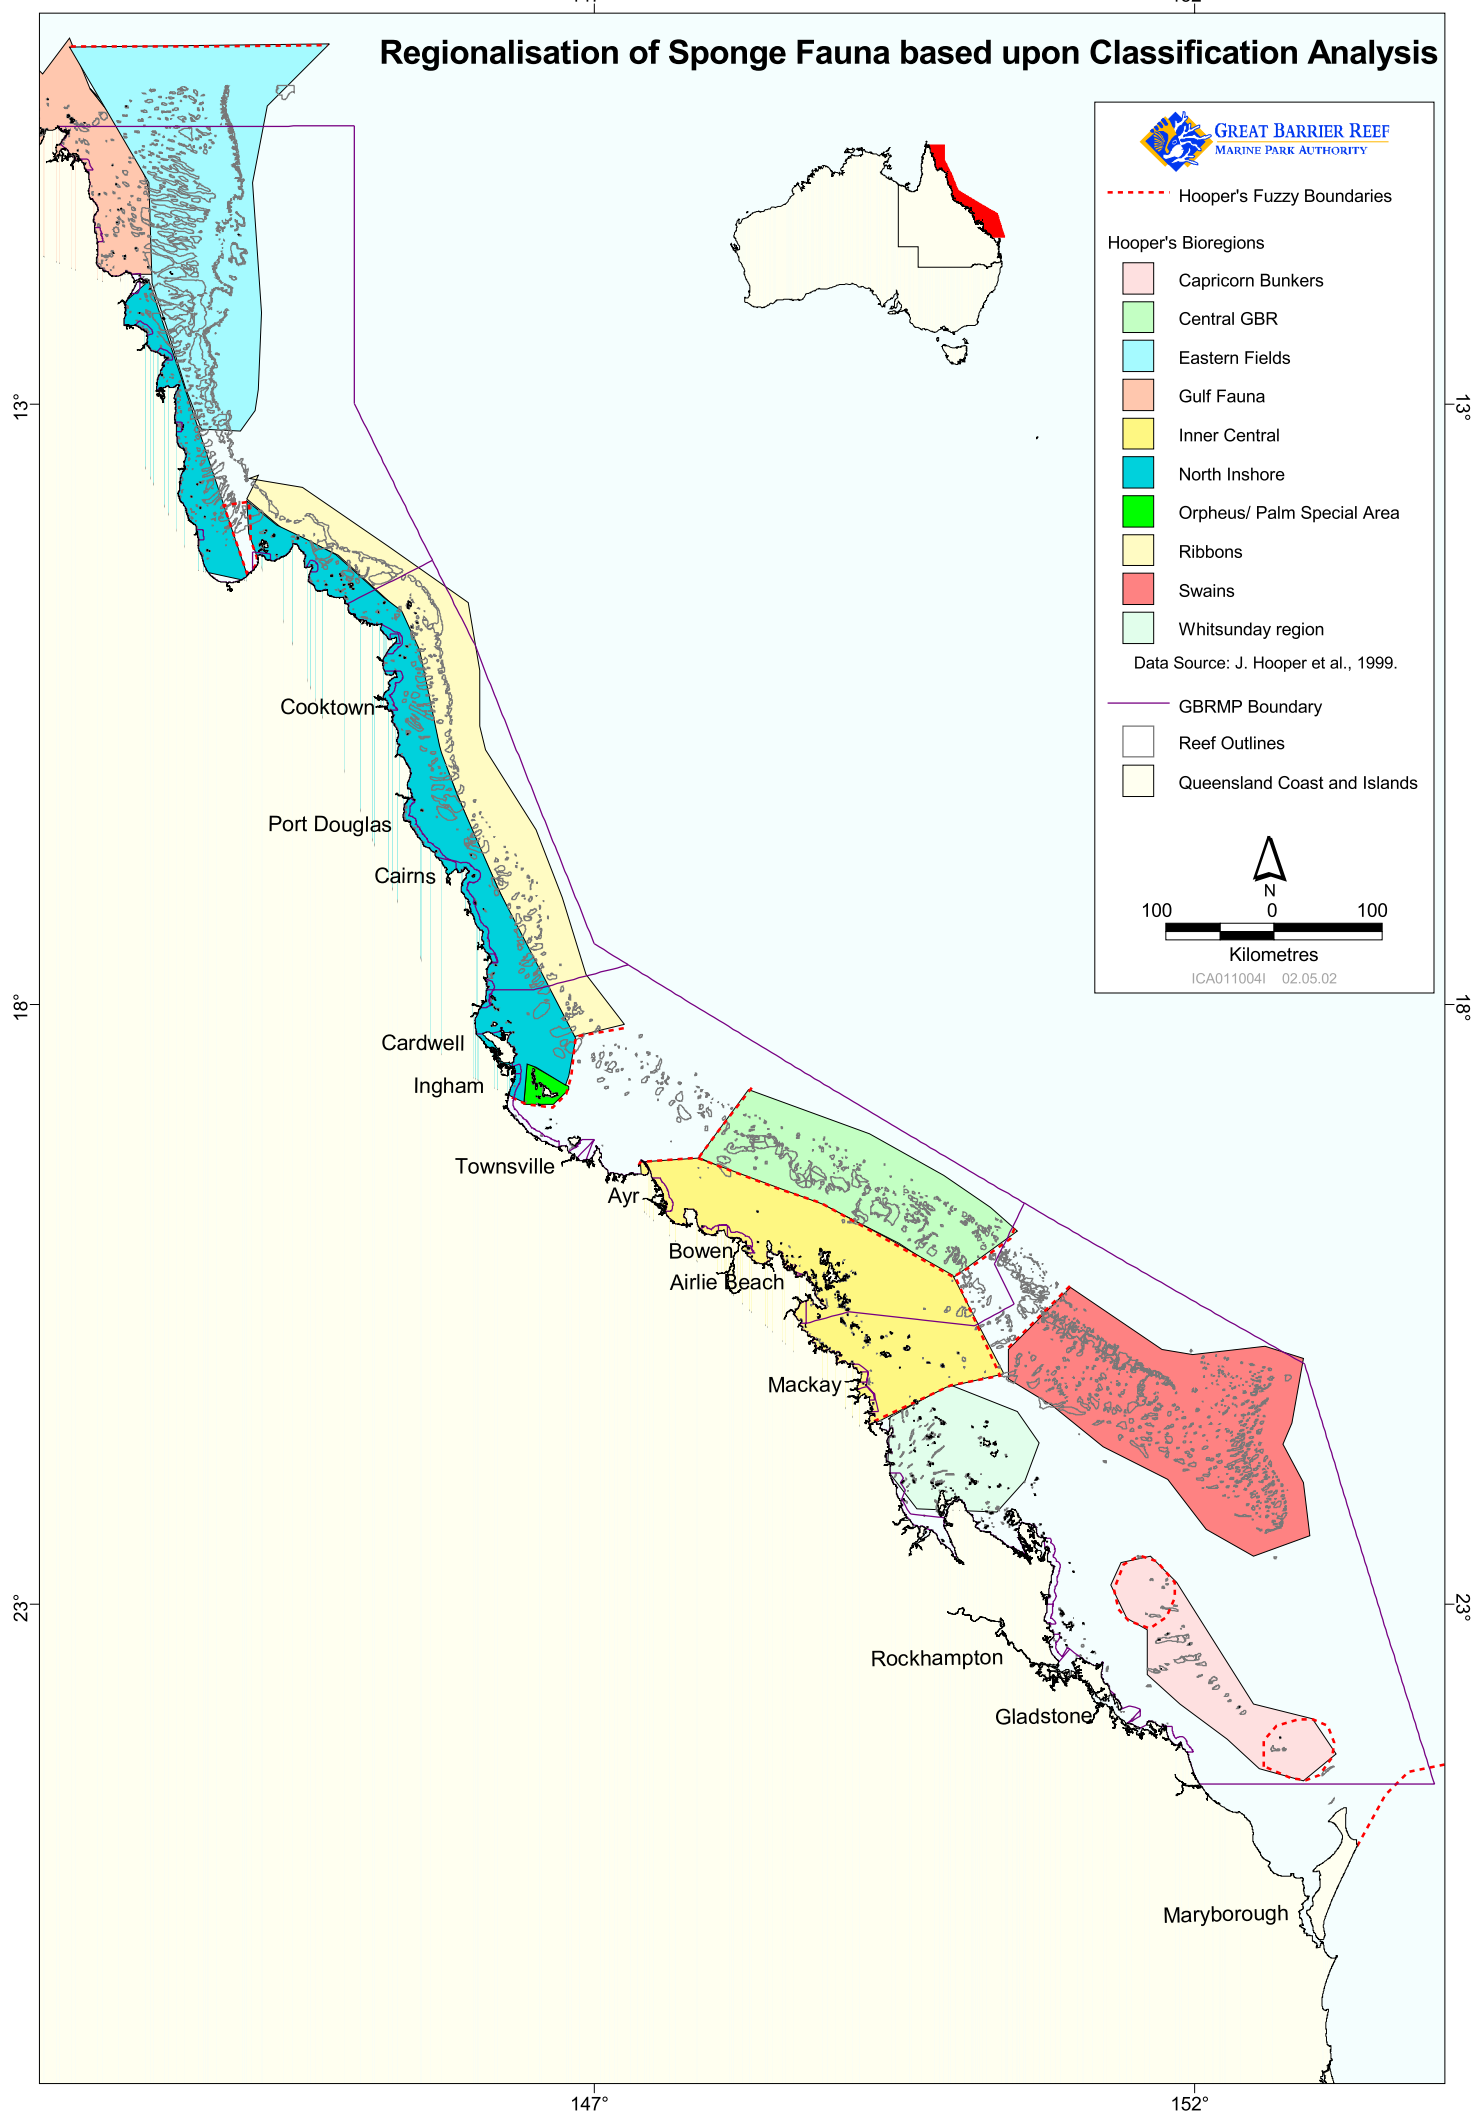 Regionalisation of Sponge Fauna based upon Classification Analysis
GREAT BARRIER REEF
MARINE PARK AUTHORITY
Hooper's Fuzzy Boundaries
Hooper's Bioregions
Capricorn Bunkers
Central GBR
Eastern Fields
Gulf Fauna
Inner Central
North Inshore
Orpheus/ Palm Special Area
Ribbons
Swains
Whitsunday region
Data Source: J. Hooper et al., 1999.
GBRMP Boundary
Reef Outlines
Queensland Coast and Islands
N
100 0 100
Kilometres
ICA011004I 02.05.02
13° 13°
Cooktown
Port Douglas
Cairns
18° 18°
Cardwell
Ingham
Townsville
Ayr
Bowen
Airlie Beach
Mackay
23° 23°
Rockhampton
Gladstone
Maryborough
147° 152°